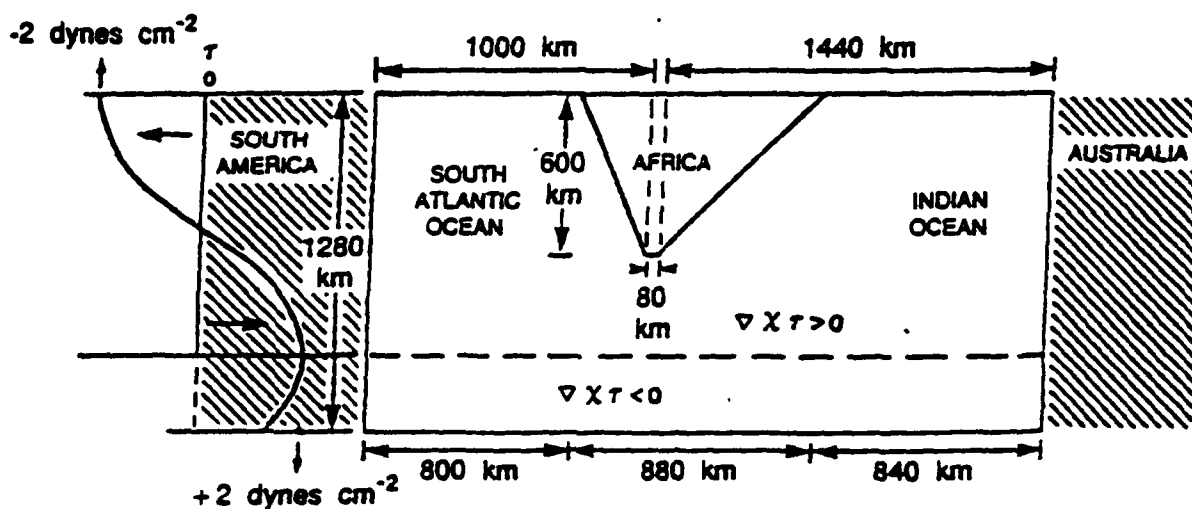 -2 dynes cm⁻²
τ
0
1000 km
1440 km
SOUTH
AMERICA
SOUTH
ATLANTIC
OCEAN
600
km
AFRICA
INDIAN
OCEAN
AUSTRALIA
1280
km
80
km
∇ X τ > 0
∇ X τ < 0
800 km
880 km
840 km
+2 dynes cm⁻²